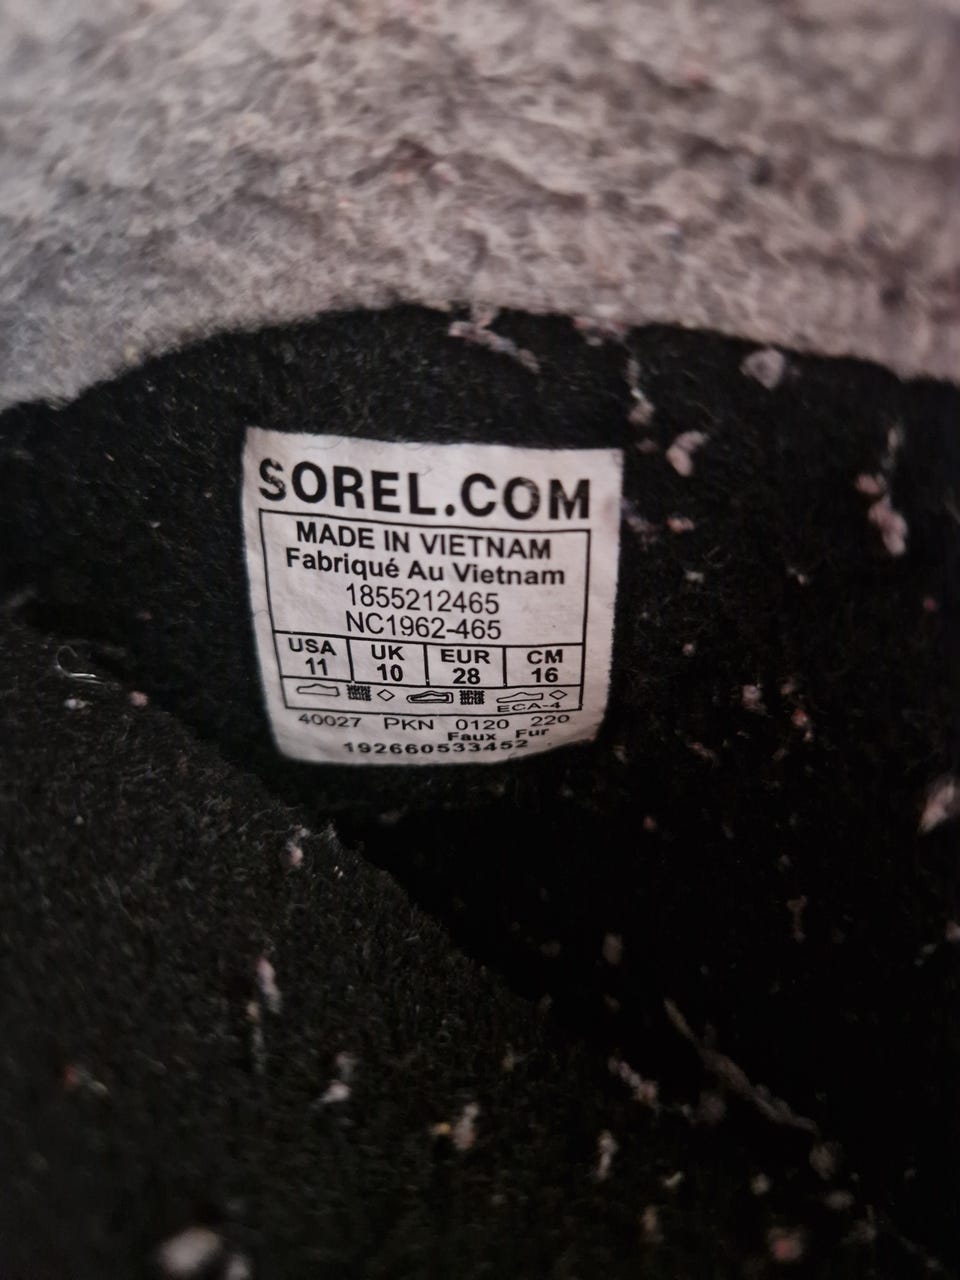 SOREL.COM
MADE IN VIETNAM
Fabriqué Au Vietnam
1855212465
NC1962-465
USA UK EUR CM
11 10 28 16
ECA-4
40027 PKN 0120 220
Faux Fur
192660533452